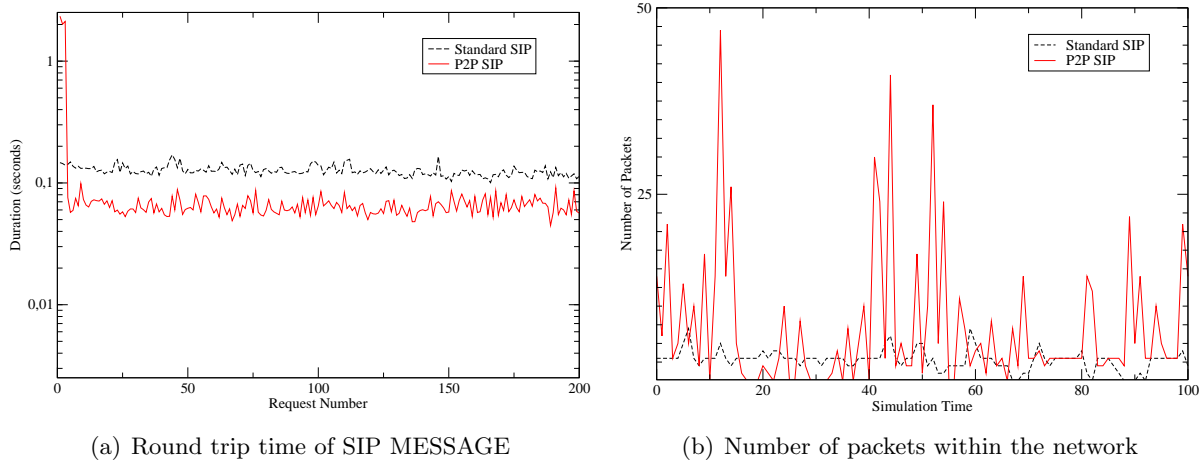 Standard SIP
P2P SIP
1
0,1
0,01
Duration (seconds)
0
50
100
150
200
Request Number
(a) Round trip time of SIP MESSAGE
Standard SIP
P2P SIP
50
25
Number of Packets
0
20
40
60
80
100
Simulation Time
(b) Number of packets within the network